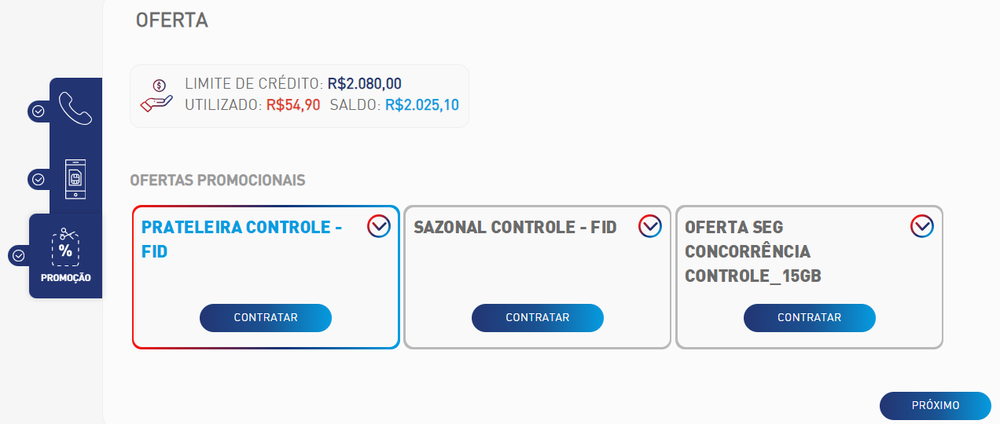 OFERTA
LIMITE DE CRÉDITO: R$2.080,00
UTILIZADO: R$54,90 SALDO: R$2.025,10
OFERTAS PROMOCIONAIS
PRATELEIRA CONTROLE -
FID
CONTRATAR
SAZONAL CONTROLE - FID
CONTRATAR
OFERTA SEG
CONCORRÊNCIA
CONTROLE_15GB
CONTRATAR
%
PROMOÇÃO
PRÓXIMO